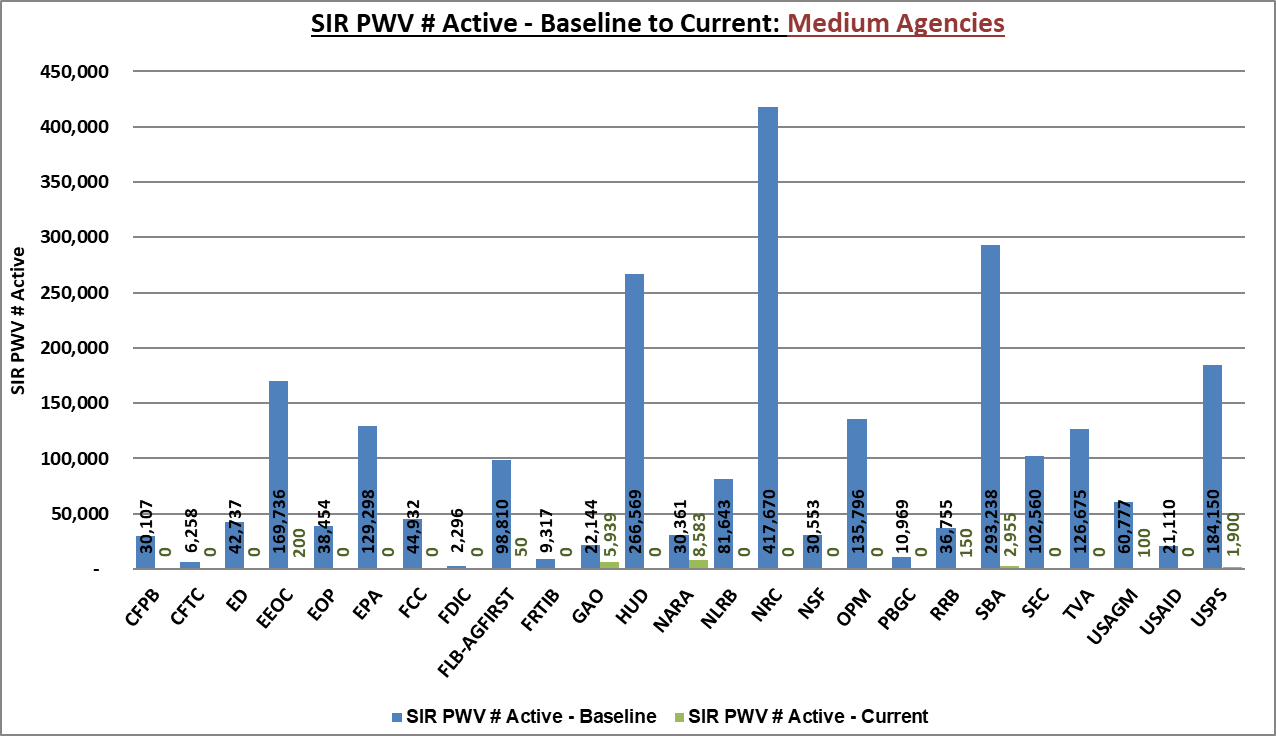 SIR PWV # Active - Baseline to Current: Medium Agencies
SIR PWV # Active
450,000
400,000
350,000
300,000
250,000
200,000
150,000
100,000
50,000
-
30,107
0
6,258
0
42,737
0
169,736
200
38,454
0
129,298
0
44,932
0
2,296
0
98,810
50
9,317
0
22,144
5,939
266,569
0
30,361
8,583
81,643
0
417,670
0
30,553
0
135,796
0
10,969
0
36,755
150
293,238
2,955
102,560
0
126,675
0
60,777
100
21,110
0
184,150
1,900
CFPB
CFTC
ED
EEOC
EOP
EPA
FCC
FDIC
FLB-AGFIRST
FRTIB
GAO
HUD
NARA
NLRB
NRC
NSF
OPM
PBGC
RRB
SBA
SEC
TVA
USAGM
USAID
USPS
SIR PWV # Active - Baseline
SIR PWV # Active - Current